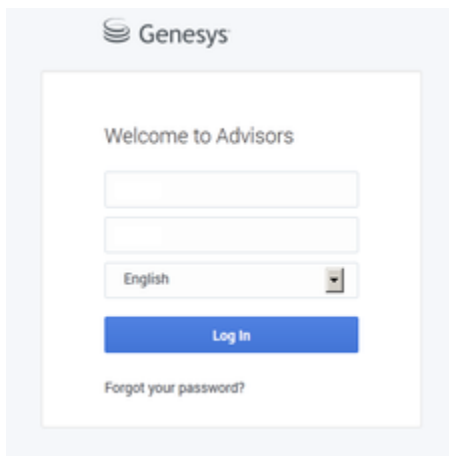 Genesys
Welcome to Advisors
English
Log In
Forgot your password?